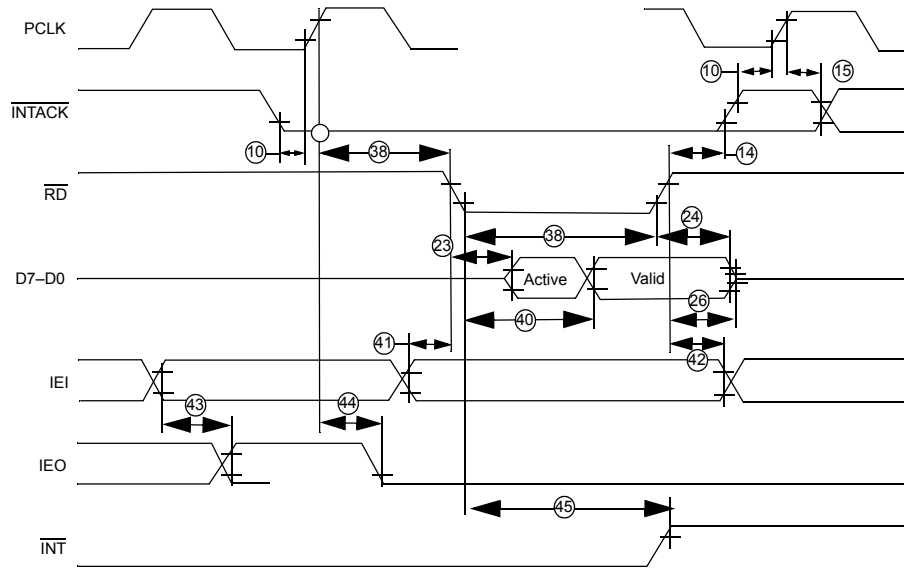 PCLK
10
15
INTACK
10
38
14
RD
24
23
38
D7–D0
Active
Valid
26
40
41
42
IEI
43
44
IEO
45
INT